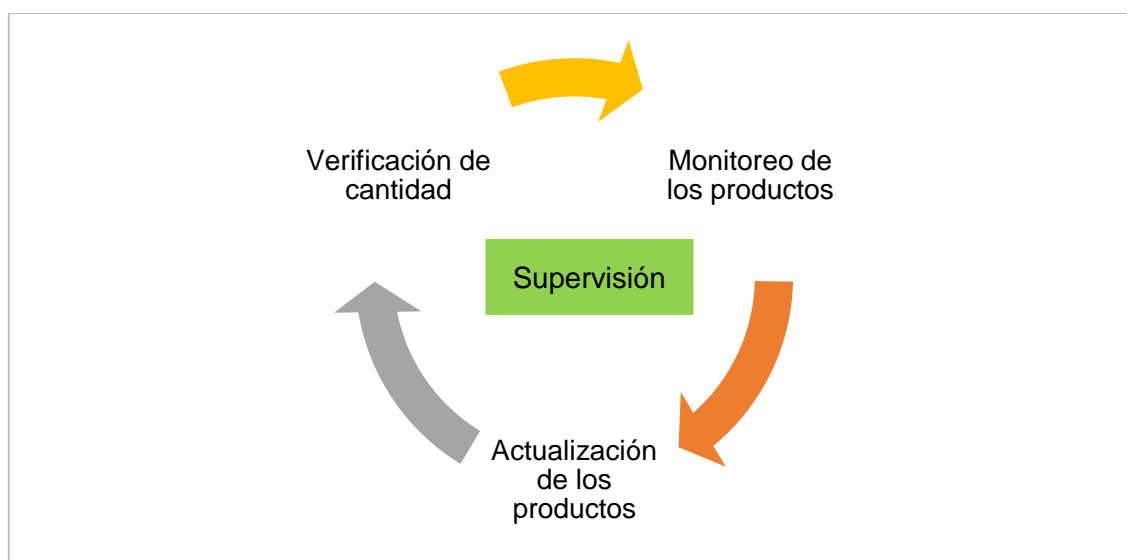 Verificación de
cantidad
Monitoreo de
los productos
Supervisión
Actualización
de los
productos